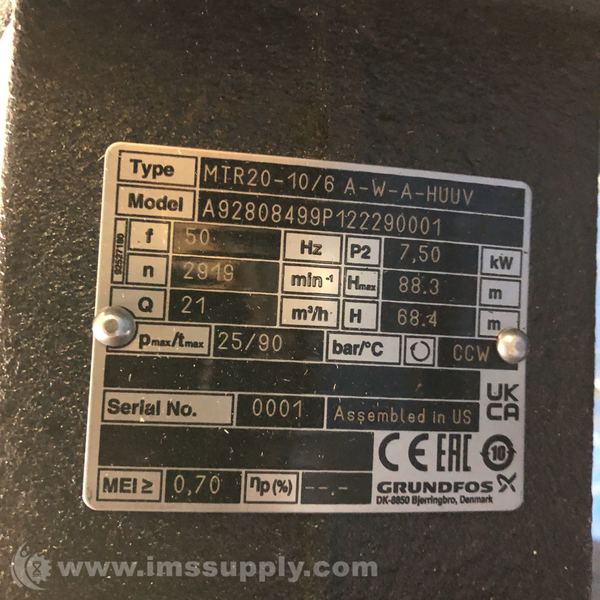 Type MTR20-10/6 A-W-A-HUUV
Model A92808499P122290001
f 50 Hz P2 7,50 kW
n 2919 min-1 Hmax 88.3 m
Q 21 m³/h H 68.4 m
pmax/tmax 25/90 bar/°C CCW
Serial No. 0001 Assembled in US
UK CA
CE EAC 10
MEI ≥ 0,70 ηp(%) --.-
GRUNDFOS X
DK-8850 Bjerringbro, Denmark
95527180
www.imssupply.com